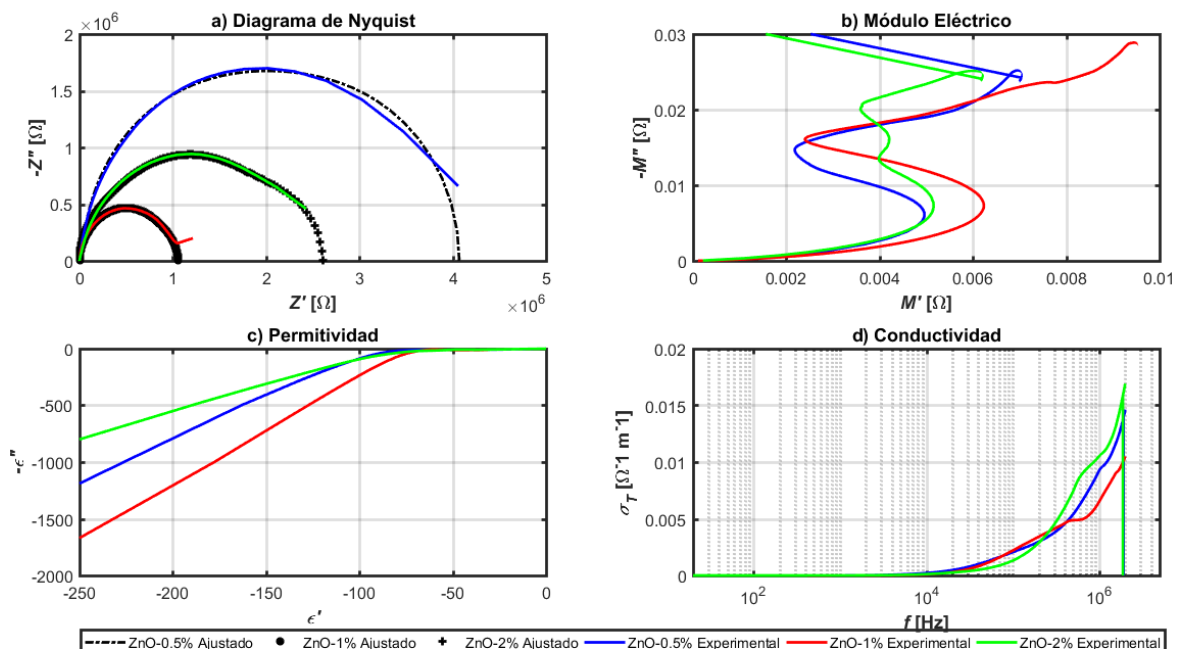 a) Diagrama de Nyquist
×10^6
2
1.5
1
0.5
0
-Z'' [Ω]
0 1 2 3 4 5
Z' [Ω]
×10^6
b) Módulo Eléctrico
0.03
0.02
0.01
0
-M'' [Ω]
0 0.002 0.004 0.006 0.008 0.01
M' [Ω]
c) Permitividad
0
-500
-1000
-1500
-2000
-ϵ''
-250 -200 -150 -100 -50 0
ϵ'
d) Conductividad
0.02
0.015
0.01
0.005
0
σ_T [Ω^-1 m^-1]
10^2 10^4 10^6
f [Hz]
ZnO-0.5% Ajustado ZnO-1% Ajustado ZnO-2% Ajustado ZnO-0.5% Experimental ZnO-1% Experimental ZnO-2% Experimental